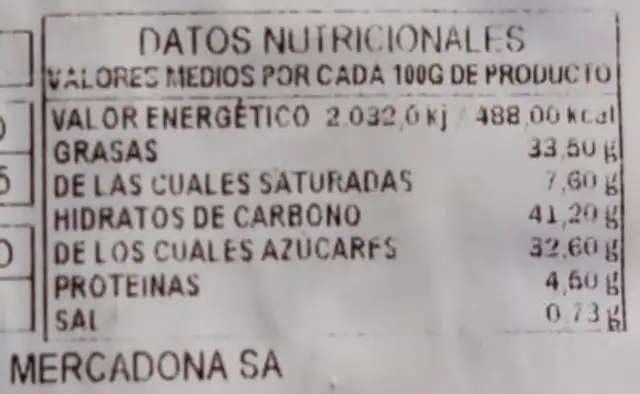 DATOS NUTRICIONALES
VALORES MEDIOS POR CADA 100G DE PRODUCTO
VALOR ENERGÉTICO 2.032,0 kj / 488,00 kcal
GRASAS 33,50 g
DE LAS CUALES SATURADAS 7,60 g
HIDRATOS DE CARBONO 41,20 g
DE LOS CUALES AZÚCARES 32,60 g
PROTEINAS 4,50 g
SAL 0,73 g
MERCADONA SA